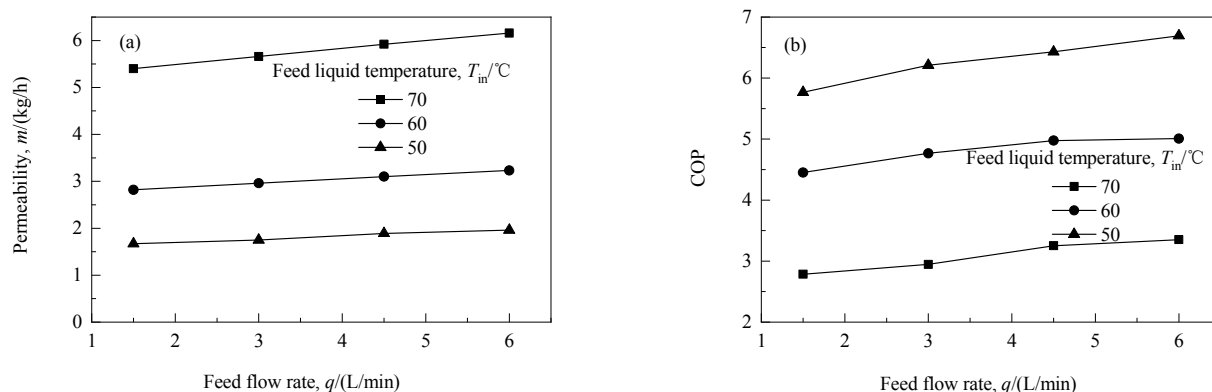 (a)
Feed liquid temperature, Tin/℃
70
60
50
Permeability, m/(kg/h)
6
5
4
3
2
1
0
1 2 3 4 5 6
Feed flow rate, q/(L/min)
(b)
Feed liquid temperature, Tin/℃
70
60
50
COP
7
6
5
4
3
2
1 2 3 4 5 6
Feed flow rate, q/(L/min)